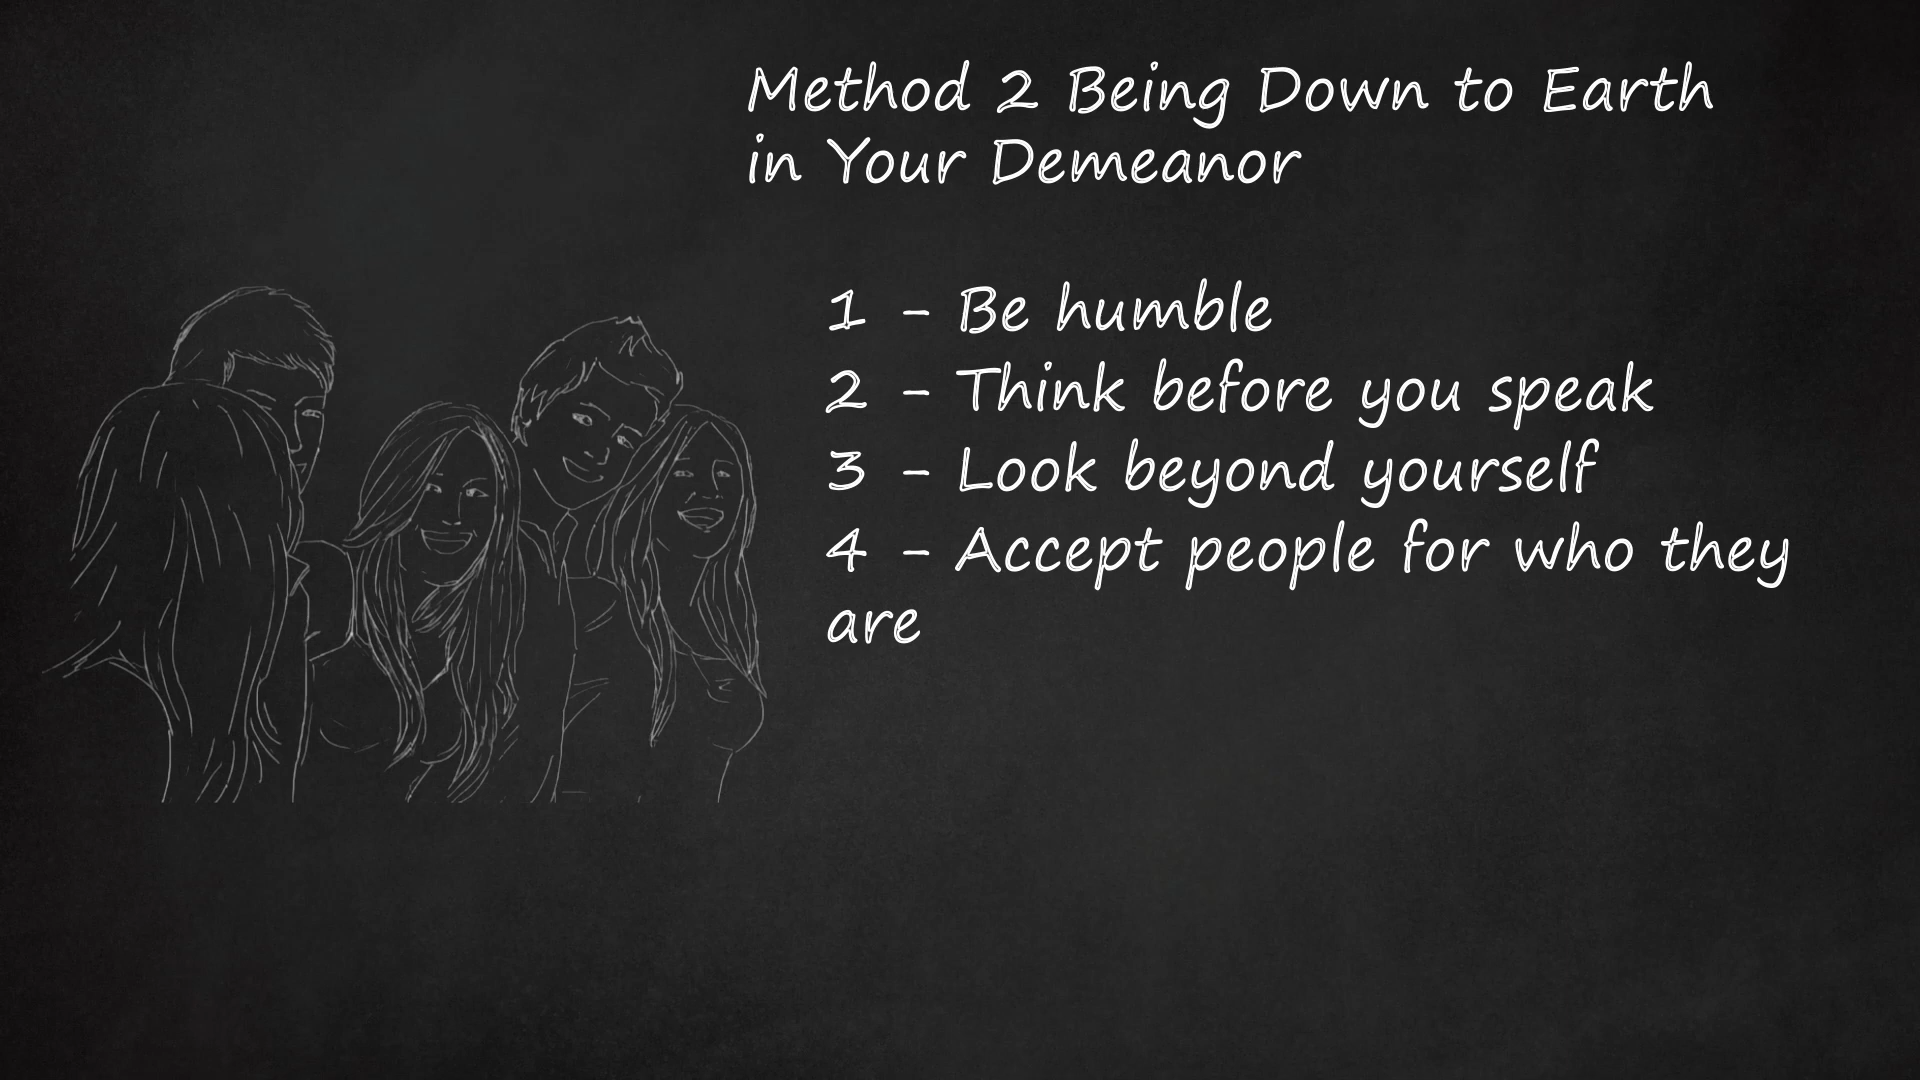 Method 2 Being Down to Earth
in Your Demeanor
1 - Be humble
2 - Think before you speak
3 - Look beyond yourself
4 - Accept people for who they
are